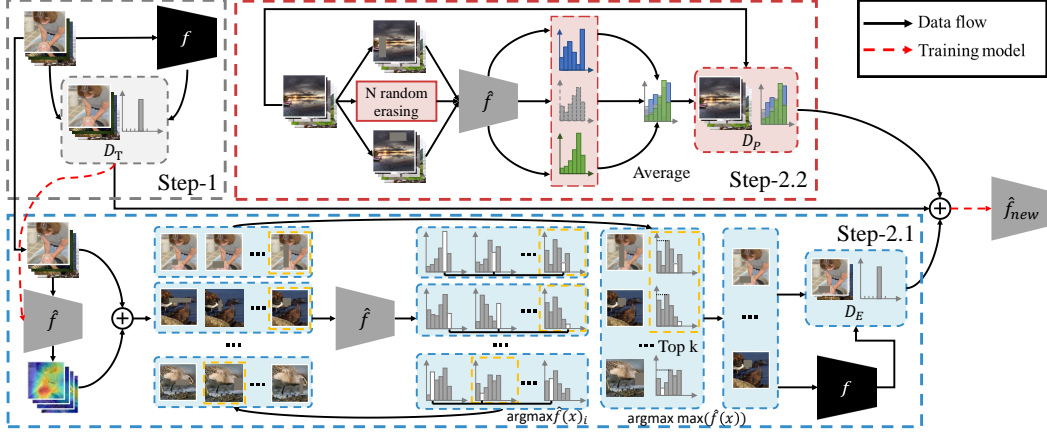 f
Data flow
Training model
N random
erasing
f̂
D_T
Step-1
D_P
Average
Step-2.2
f̂_new
Step-2.1
f̂
f̂
D_E
Top k
f
argmax f̂(x)_i
argmax max(f̂(x))